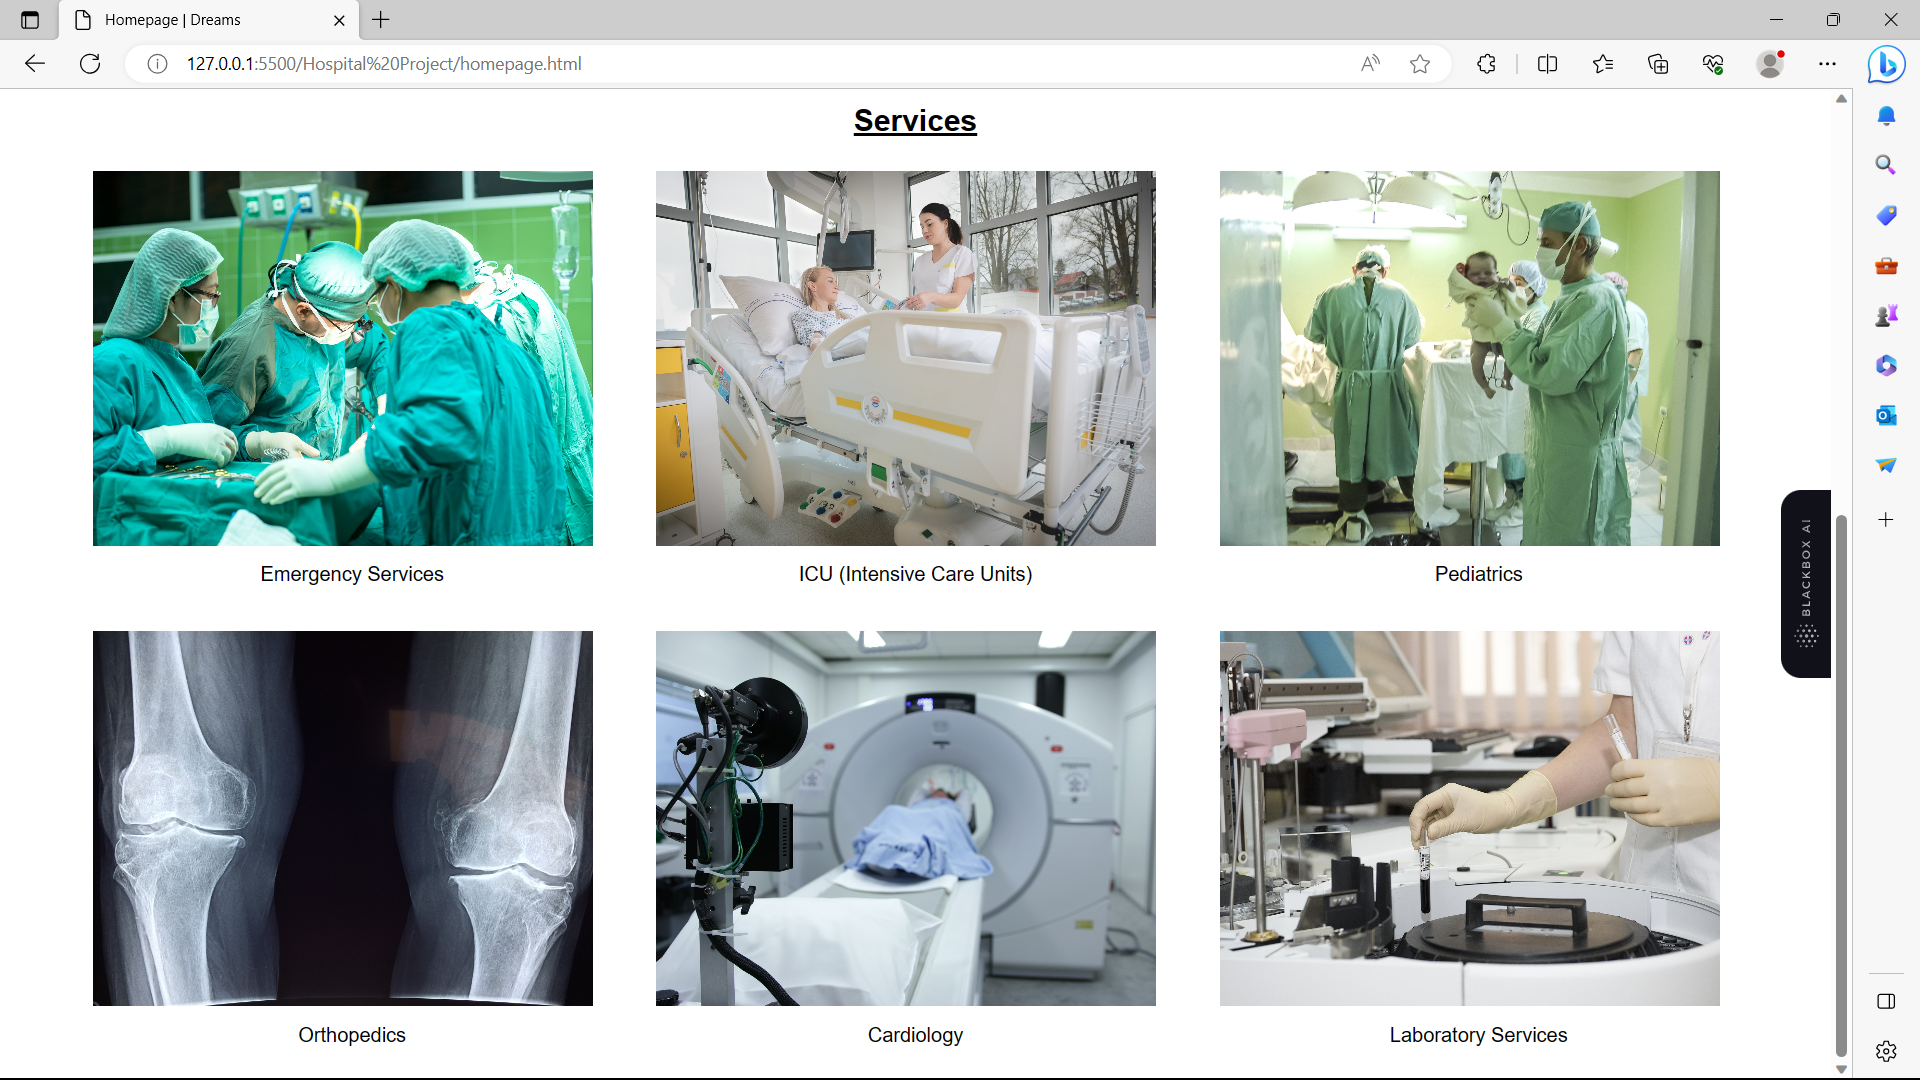 Homepage | Dreams
127.0.0.1:5500/Hospital%20Project/homepage.html
Services
Emergency Services
ICU (Intensive Care Units)
Pediatrics
BLACKBOX AI
Orthopedics
Cardiology
Laboratory Services